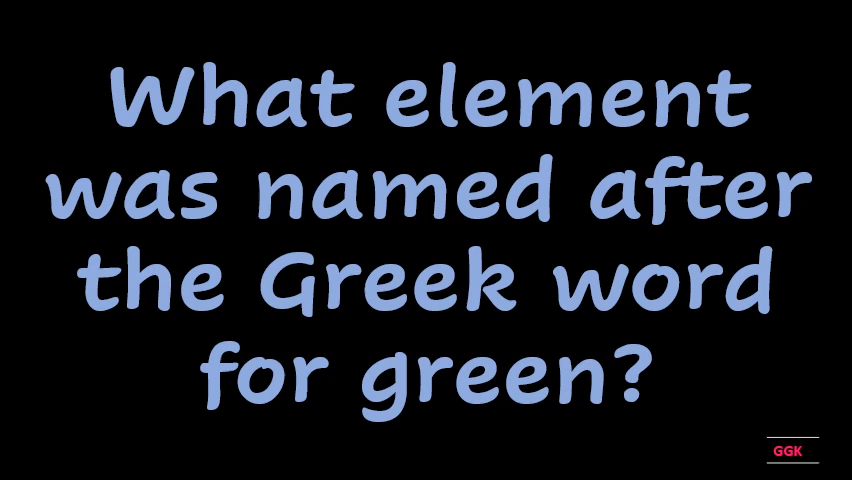 What element
was named after
the Greek word
for green?
GGK